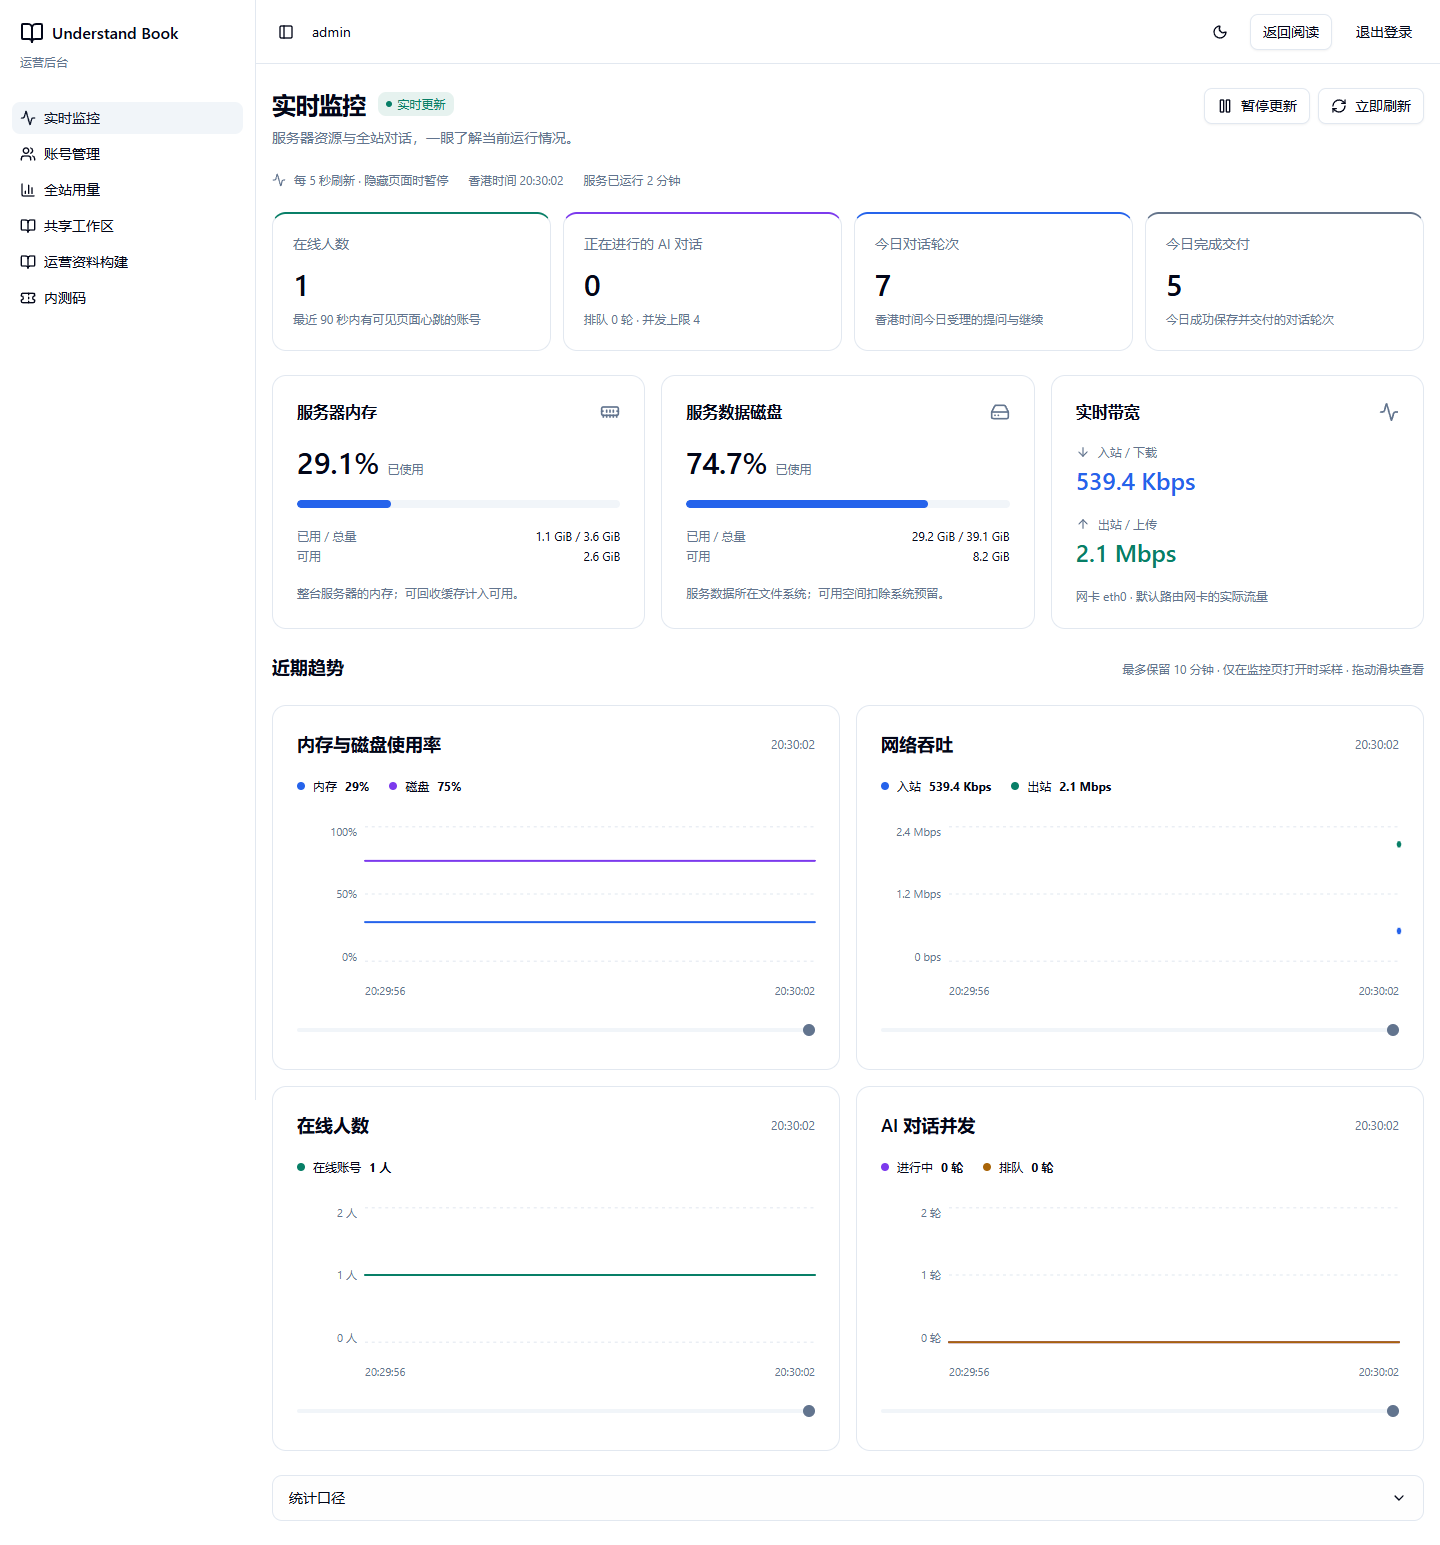 Understand Book
运营后台
实时监控
账号管理
全站用量
共享工作区
运营资料构建
内测码
admin
返回阅读
退出登录
实时监控
实时更新
暂停更新
立即刷新
服务器资源与全站对话，一眼了解当前运行情况。
每 5 秒刷新 · 隐藏页面时暂停
香港时间 20:30:02
服务已运行 2 分钟
在线人数
1
最近 90 秒内有可见页面心跳的账号
正在进行的 AI 对话
0
排队 0 轮 · 并发上限 4
今日对话轮次
7
香港时间今日受理的提问与继续
今日完成交付
5
今日成功保存并交付的对话轮次
服务器内存
29.1% 已使用
已用 / 总量 1.1 GiB / 3.6 GiB
可用 2.6 GiB
整台服务器的内存；可回收缓存计入可用。
服务数据磁盘
74.7% 已使用
已用 / 总量 29.2 GiB / 39.1 GiB
可用 8.2 GiB
服务数据所在文件系统；可用空间扣除系统预留。
实时带宽
入站 / 下载
539.4 Kbps
出站 / 上传
2.1 Mbps
网卡 eth0 · 默认路由网卡的实际流量
近期趋势
最多保留 10 分钟 · 仅在监控页打开时采样 · 拖动滑块查看
内存与磁盘使用率 20:30:02
内存 29% 磁盘 75%
100%
50%
0%
20:29:56 20:30:02
网络吞吐 20:30:02
入站 539.4 Kbps 出站 2.1 Mbps
2.4 Mbps
1.2 Mbps
0 bps
20:29:56 20:30:02
在线人数 20:30:02
在线账号 1 人
2 人
1 人
0 人
20:29:56 20:30:02
AI 对话并发 20:30:02
进行中 0 轮 排队 0 轮
2 轮
1 轮
0 轮
20:29:56 20:30:02
统计口径